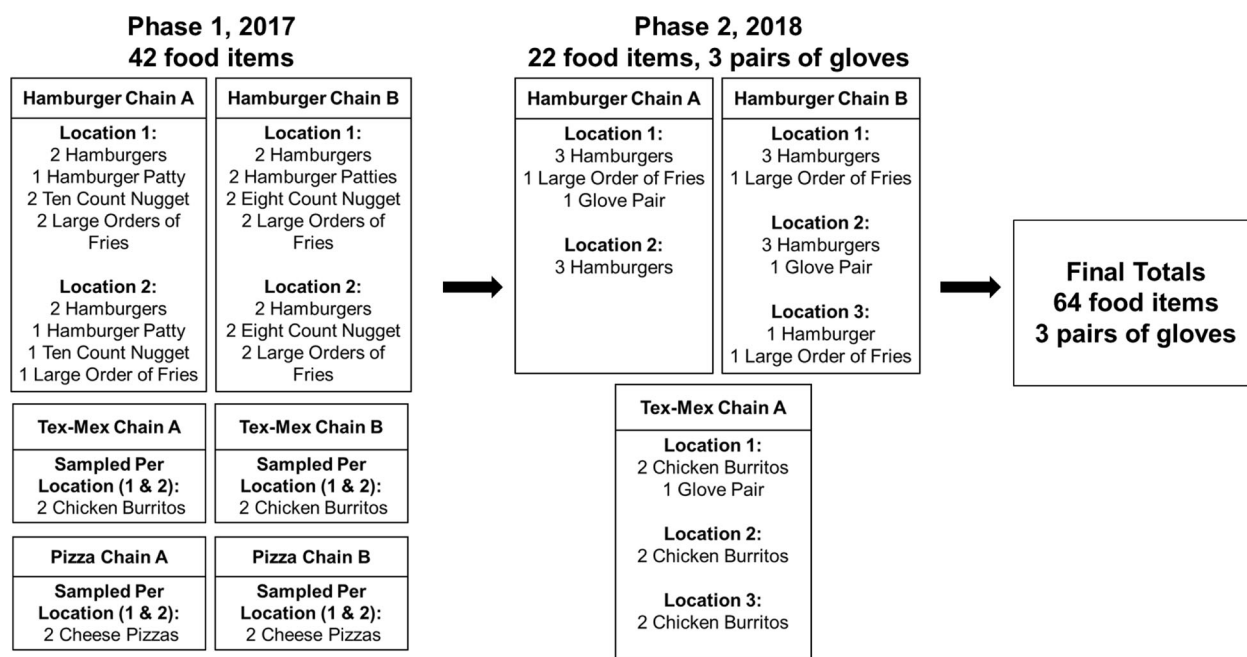 Phase 1, 2017
42 food items
Hamburger Chain A
Location 1:
2 Hamburgers
1 Hamburger Patty
2 Ten Count Nugget
2 Large Orders of
Fries
Location 2:
2 Hamburgers
1 Hamburger Patty
1 Ten Count Nugget
1 Large Order of Fries
Hamburger Chain B
Location 1:
2 Hamburgers
2 Hamburger Patties
2 Eight Count Nugget
2 Large Orders of
Fries
Location 2:
2 Hamburgers
2 Eight Count Nugget
2 Large Orders of
Fries
Tex-Mex Chain A
Sampled Per
Location (1 & 2):
2 Chicken Burritos
Tex-Mex Chain B
Sampled Per
Location (1 & 2):
2 Chicken Burritos
Pizza Chain A
Sampled Per
Location (1 & 2):
2 Cheese Pizzas
Pizza Chain B
Sampled Per
Location (1 & 2):
2 Cheese Pizzas
Phase 2, 2018
22 food items, 3 pairs of gloves
Hamburger Chain A
Location 1:
3 Hamburgers
1 Large Order of Fries
1 Glove Pair
Location 2:
3 Hamburgers
Hamburger Chain B
Location 1:
3 Hamburgers
1 Large Order of Fries
Location 2:
3 Hamburgers
1 Glove Pair
Location 3:
1 Hamburger
1 Large Order of Fries
Tex-Mex Chain A
Location 1:
2 Chicken Burritos
1 Glove Pair
Location 2:
2 Chicken Burritos
Location 3:
2 Chicken Burritos
Final Totals
64 food items
3 pairs of gloves